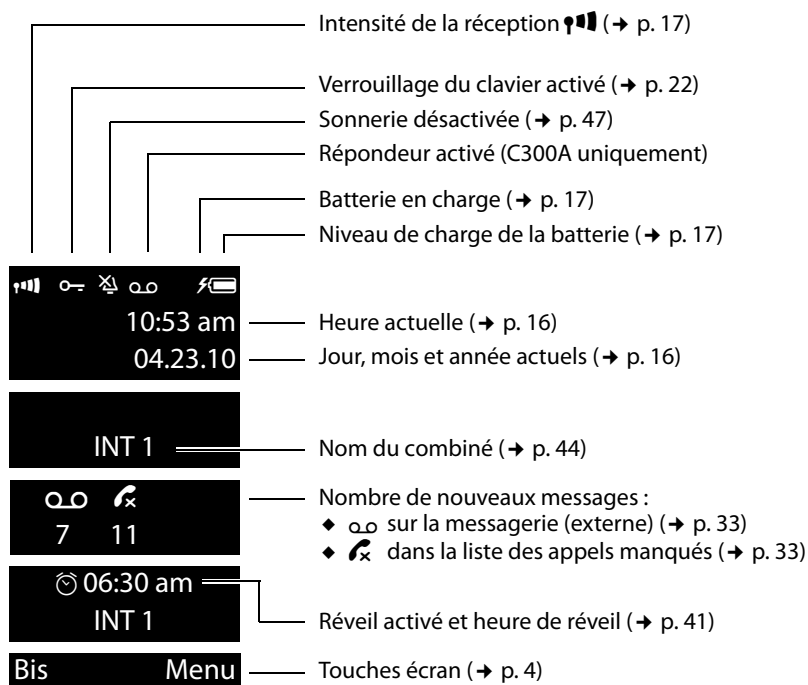 Intensité de la réception (➔ p. 17)
Verrouillage du clavier activé (➔ p. 22)
Sonnerie désactivée (➔ p. 47)
Répondeur activé (C300A uniquement)
Batterie en charge (➔ p. 17)
Niveau de charge de la batterie (➔ p. 17)
10:53 am
Heure actuelle (➔ p. 16)
04.23.10
Jour, mois et année actuels (➔ p. 16)
INT 1
Nom du combiné (➔ p. 44)
Nombre de nouveaux messages :
7 11
◆ sur la messagerie (externe) (➔ p. 33)
◆ dans la liste des appels manqués (➔ p. 33)
06:30 am
INT 1
Réveil activé et heure de réveil (➔ p. 41)
Bis Menu
Touches écran (➔ p. 4)